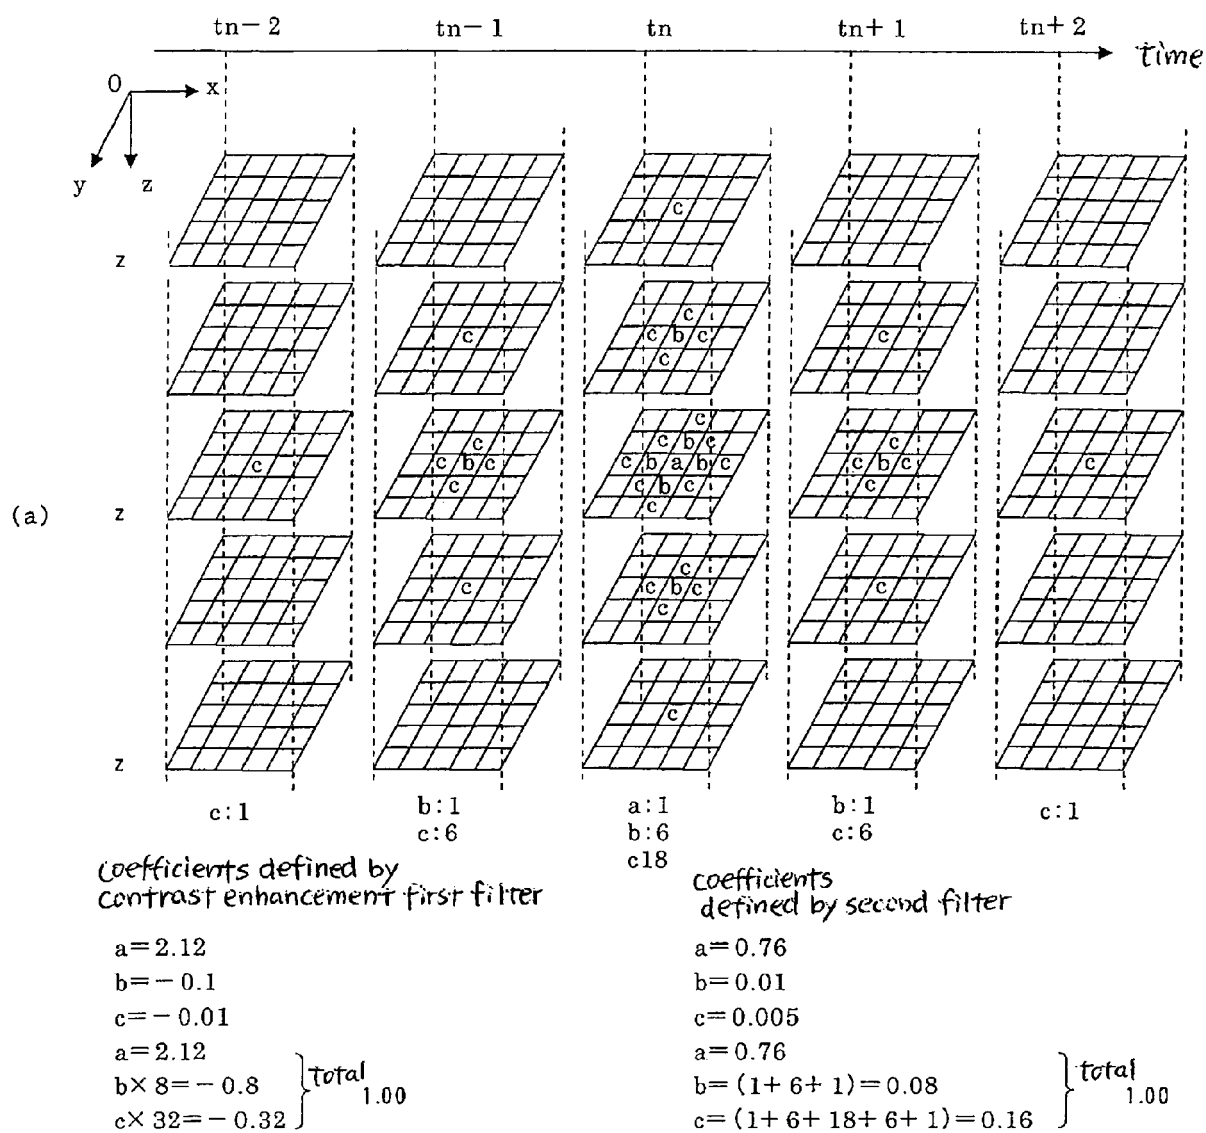 tn−2 tn−1 tn tn+1 tn+2
time
O x
y z
c
z
c c b c c c
c
c c b c
c c b c c
c c b c c c b a b c c b c c
c c b c c
c
(a) z
c c c b c c c
c
z
c:1 b:1 a:1 b:1 c:1
c:6 b:6 c:6
c18
coefficients defined by
contrast enhancement first filter
a=2.12
b=−0.1
c=−0.01
a=2.12
b×8=−0.8
c×32=−0.32
total
1.00
coefficients
defined by second filter
a=0.76
b=0.01
c=0.005
a=0.76
b=(1+6+1)=0.08
c=(1+6+18+6+1)=0.16
total
1.00